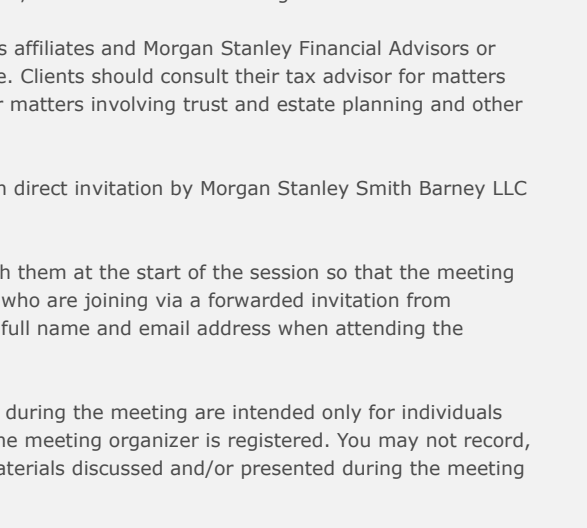 s affiliates and Morgan Stanley Financial Advisors or
e. Clients should consult their tax advisor for matters
r matters involving trust and estate planning and other
n direct invitation by Morgan Stanley Smith Barney LLC
h them at the start of the session so that the meeting
who are joining via a forwarded invitation from
full name and email address when attending the
during the meeting are intended only for individuals
he meeting organizer is registered. You may not record,
aterials discussed and/or presented during the meeting